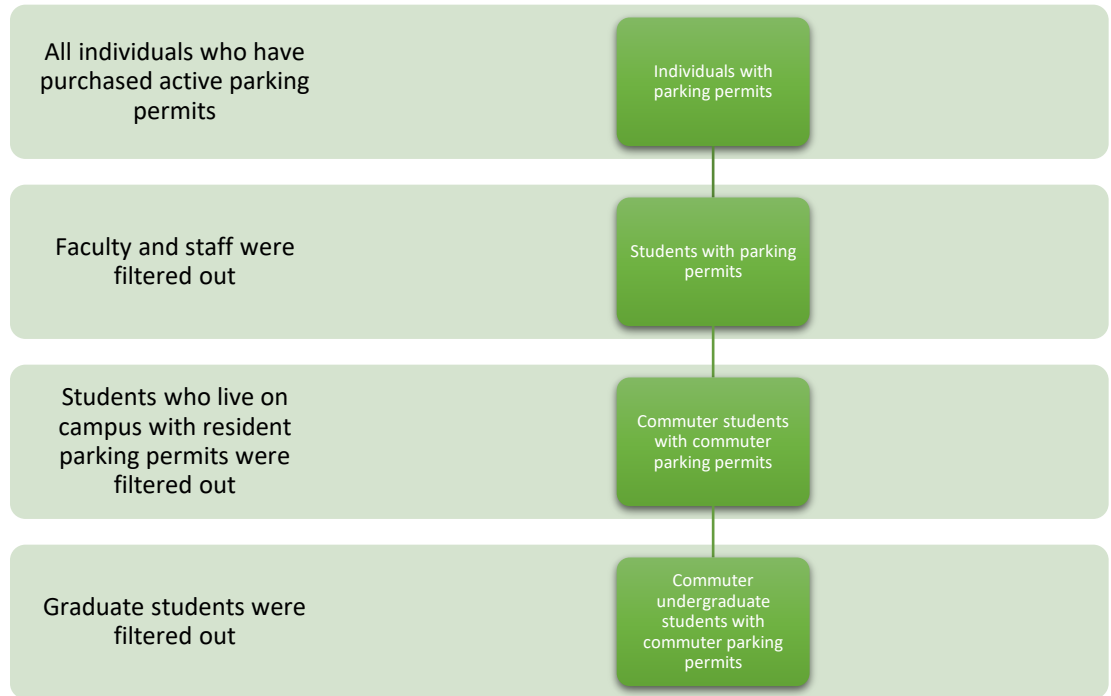 All individuals who have
purchased active parking
permits
Individuals with
parking permits
Faculty and staff were
filtered out
Students with parking
permits
Students who live on
campus with resident
parking permits were
filtered out
Commuter students
with commuter
parking permits
Graduate students were
filtered out
Commuter
undergraduate
students with
commuter parking
permits